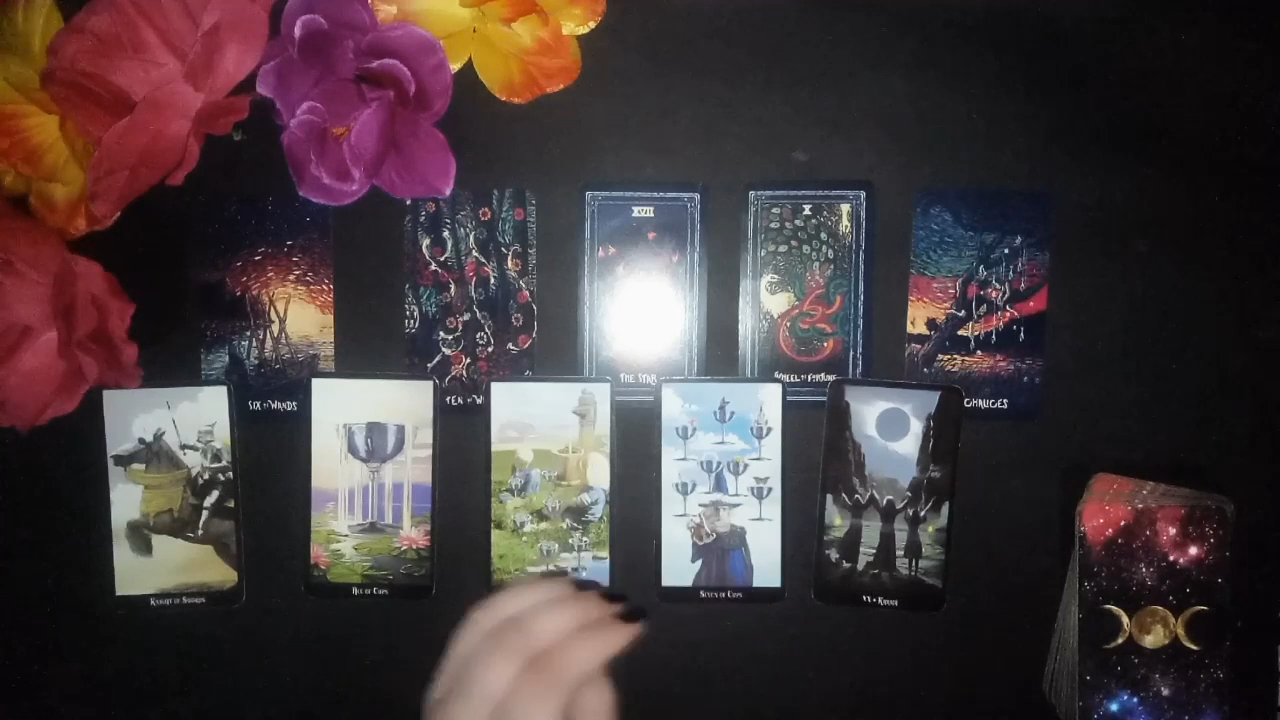 XVII
X
THE STAR
WHEEL OF FORTUNE
SIX OF WANDS
TEN OF W
KNIGHT OF SWORDS
ACE OF CUPS
SEVEN OF CUPS
XX • KARMA